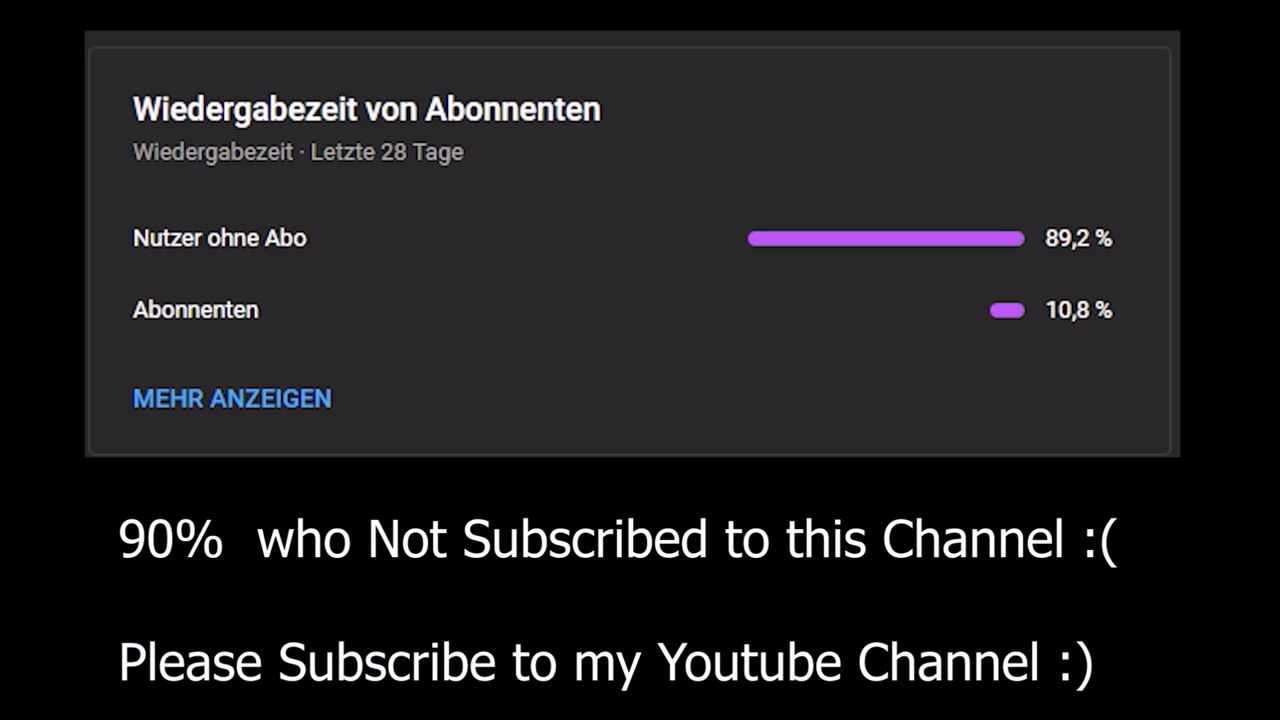 Wiedergabezeit von Abonnenten
Wiedergabezeit · Letzte 28 Tage
Nutzer ohne Abo 89,2 %
Abonnenten 10,8 %
MEHR ANZEIGEN
90% who Not Subscribed to this Channel :(
Please Subscribe to my Youtube Channel :)